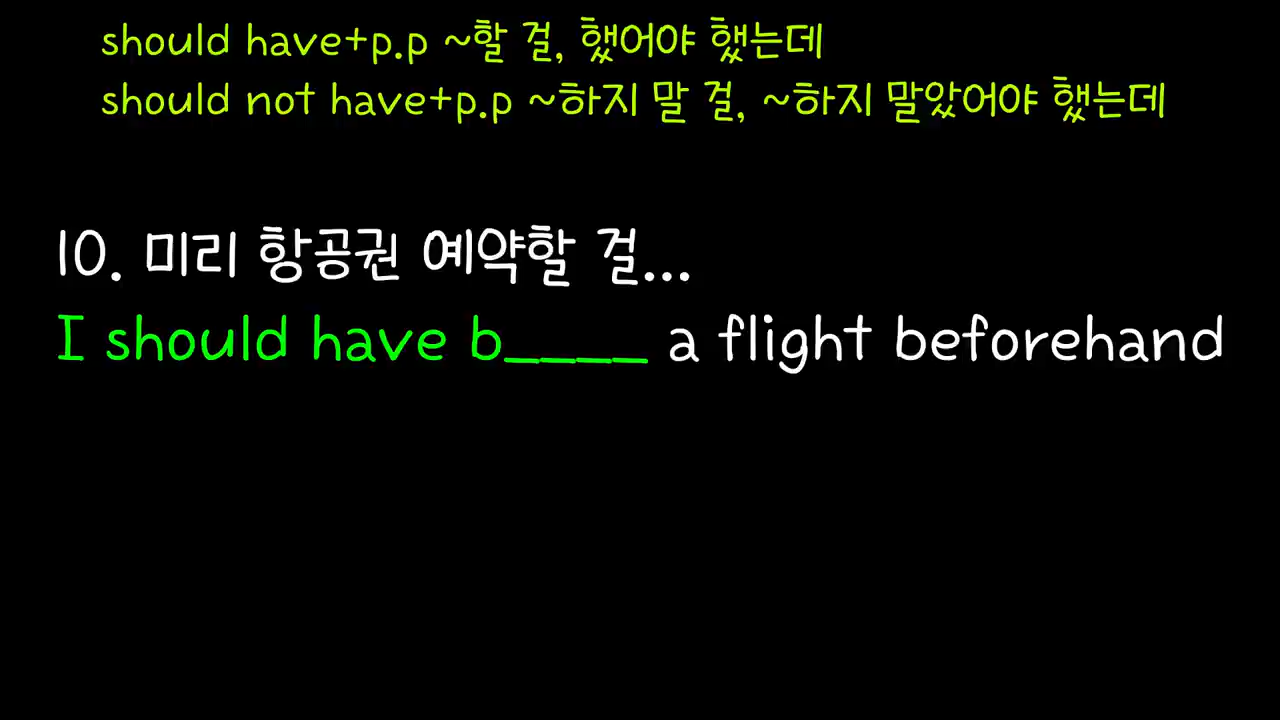 should have+p.p ~할 걸, 했어야 했는데
should not have+p.p ~하지 말 걸, ~하지 말았어야 했는데
10. 미리 항공권 예약할 걸...
I should have b____ a flight beforehand